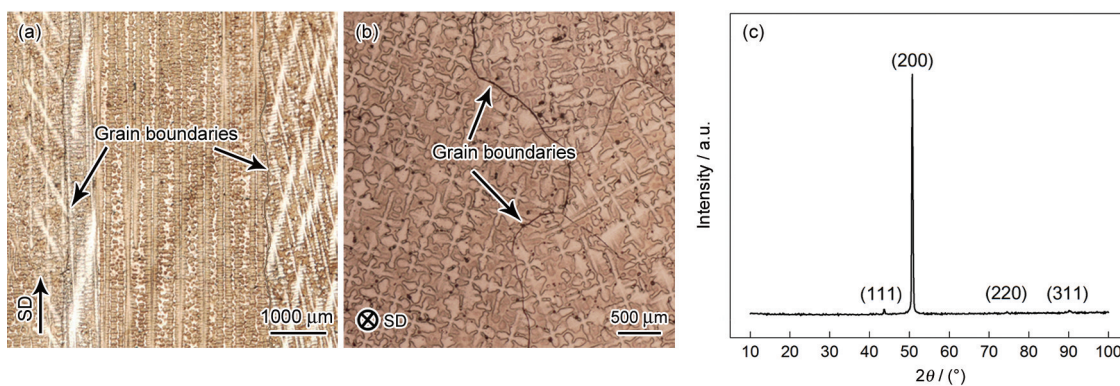 (a)
Grain boundaries
SD
1000 μm
(b)
Grain boundaries
SD
500 μm
(c)
(200)
(111)
(220)
(311)
Intensity / a.u.
10 20 30 40 50 60 70 80 90 100
2θ / (°)